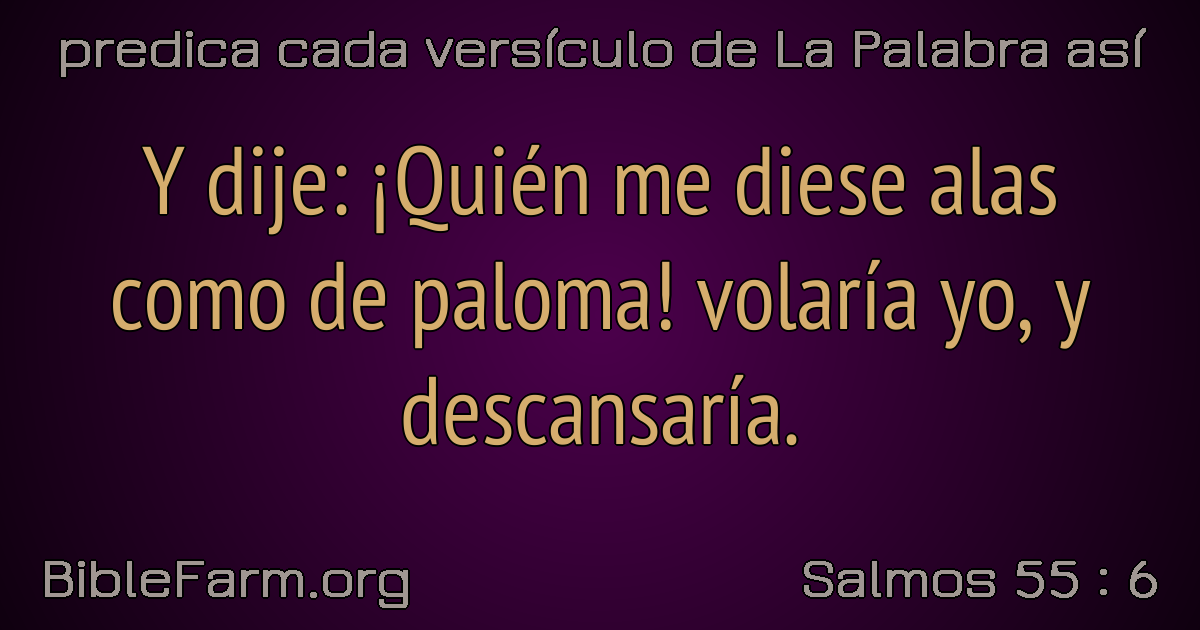 predica cada versículo de La Palabra así
Y dije: ¡Quién me diese alas
como de paloma! volaría yo, y
descansaría.
BibleFarm.org
Salmos 55 : 6